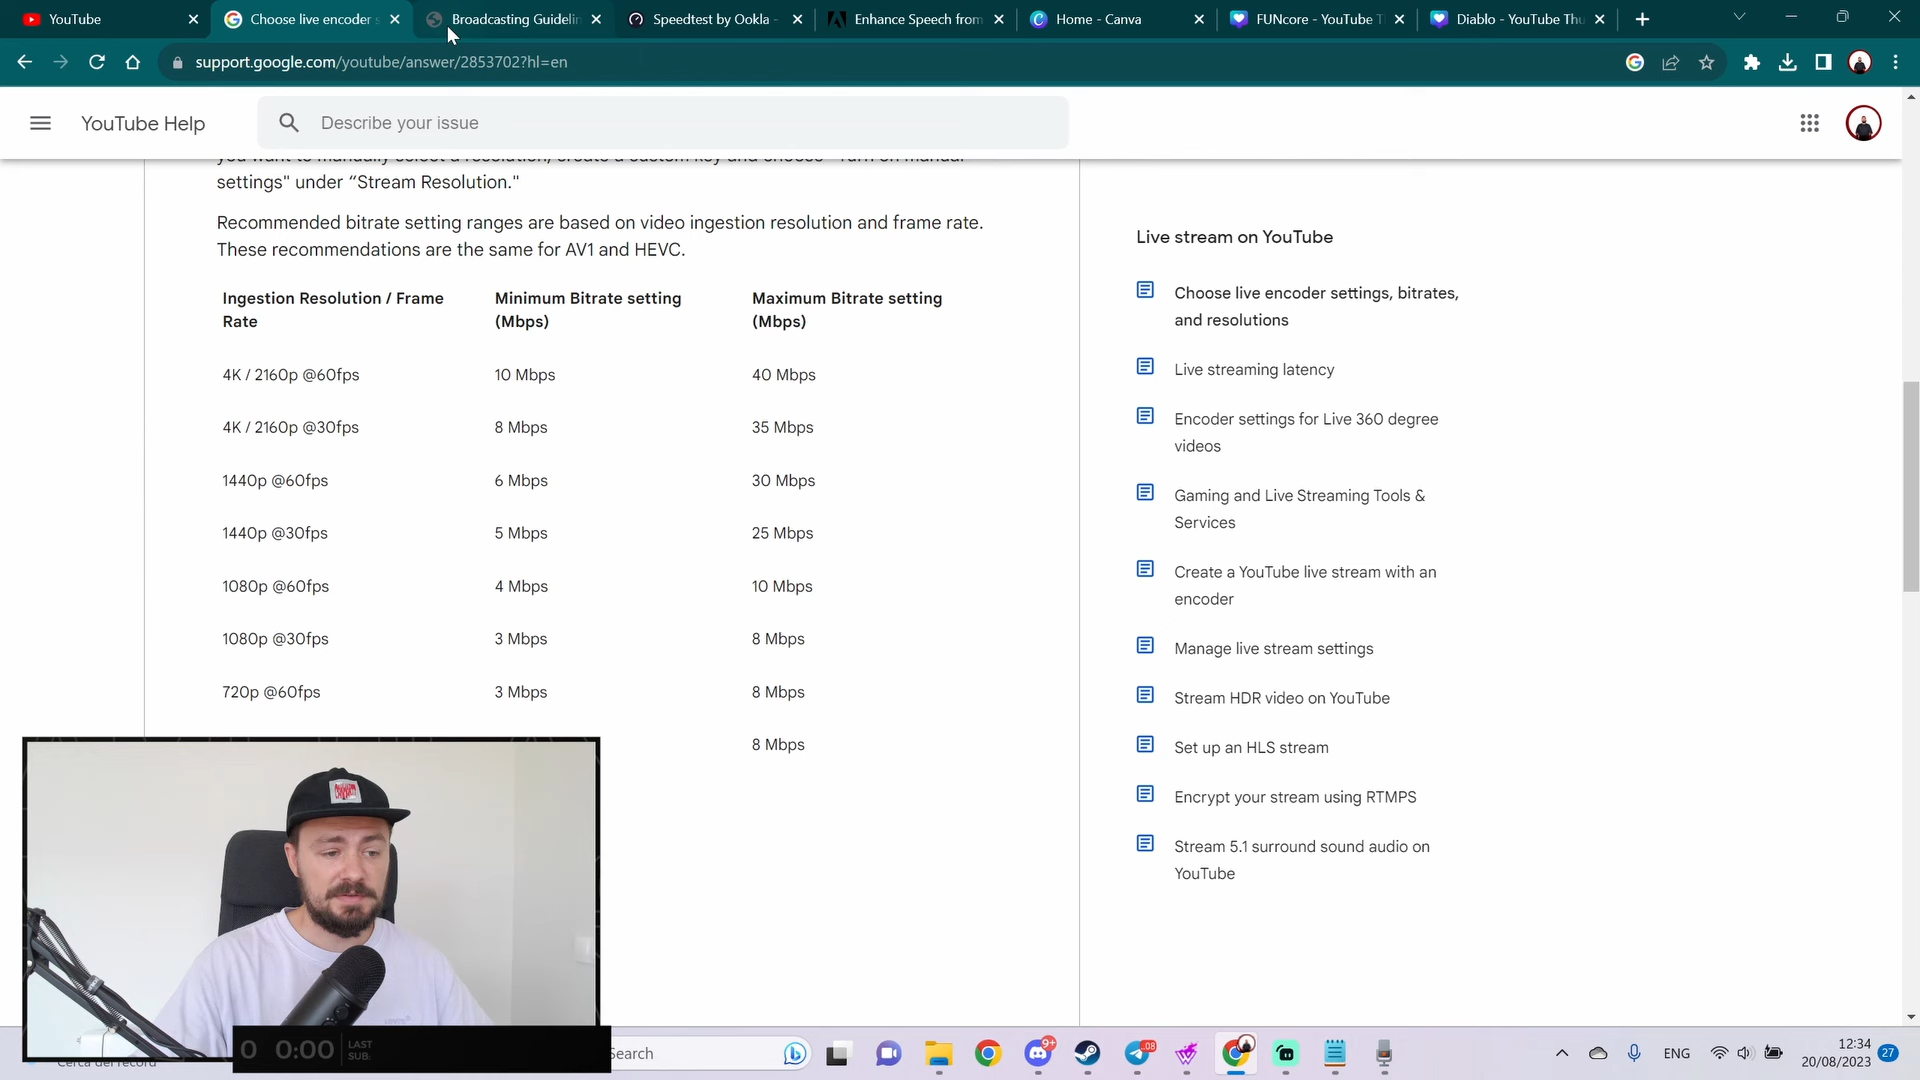 YouTube
Choose live encoder s
Broadcasting Guidelin
Speedtest by Ookla -
Enhance Speech from
Home - Canva
FUNcore - YouTube T
Diablo - YouTube Thu
support.google.com/youtube/answer/2853702?hl=en
YouTube Help
Describe your issue
settings" under “Stream Resolution."
Recommended bitrate setting ranges are based on video ingestion resolution and frame rate.
These recommendations are the same for AV1 and HEVC.
Ingestion Resolution / Frame Rate
Minimum Bitrate setting (Mbps)
Maximum Bitrate setting (Mbps)
4K / 2160p @60fps 10 Mbps 40 Mbps
4K / 2160p @30fps 8 Mbps 35 Mbps
1440p @60fps 6 Mbps 30 Mbps
1440p @30fps 5 Mbps 25 Mbps
1080p @60fps 4 Mbps 10 Mbps
1080p @30fps 3 Mbps 8 Mbps
720p @60fps 3 Mbps 8 Mbps
8 Mbps
Live stream on YouTube
Choose live encoder settings, bitrates,
and resolutions
Live streaming latency
Encoder settings for Live 360 degree
videos
Gaming and Live Streaming Tools &
Services
Create a YouTube live stream with an
encoder
Manage live stream settings
Stream HDR video on YouTube
Set up an HLS stream
Encrypt your stream using RTMPS
Stream 5.1 surround sound audio on
YouTube
0 0:00 LAST
SUB:
Search
9+
08
ENG
12:34
20/08/2023
27